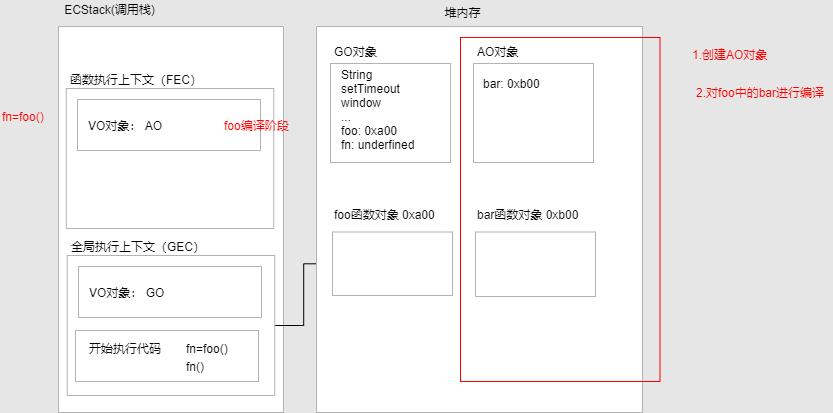 ECStack(调用栈)
堆内存
fn=foo()
函数执行上下文（FEC）
VO对象： AO
foo编译阶段
全局执行上下文（GEC）
VO对象： GO
开始执行代码 fn=foo()
fn()
GO对象
String
setTimeout
window
...
foo: 0xa00
fn: underfined
AO对象
bar: 0xb00
foo函数对象 0xa00
bar函数对象 0xb00
1.创建AO对象
2.对foo中的bar进行编译